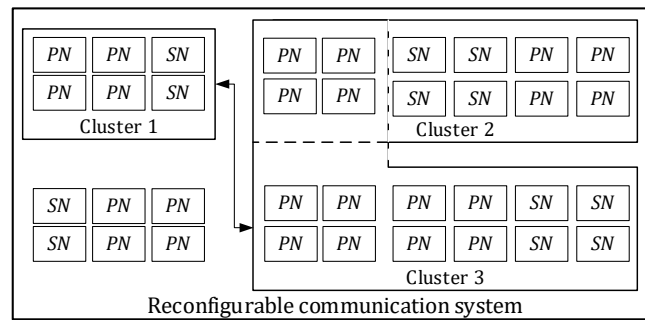 PN PN SN
PN PN SN
Cluster 1
PN PN SN SN PN PN
PN PN SN SN PN PN
Cluster 2
SN PN PN
SN PN PN
PN PN PN PN SN SN
PN PN PN PN SN SN
Cluster 3
Reconfigurable communication system